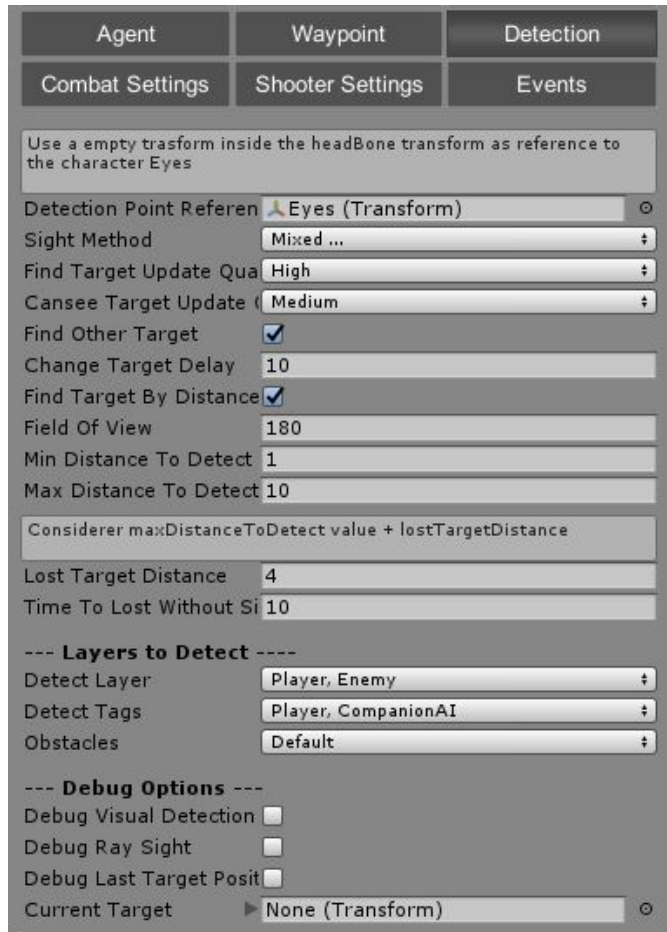 Agent Waypoint Detection
Combat Settings Shooter Settings Events
Use a empty trasform inside the headBone transform as reference to
the character Eyes
Detection Point Referen Eyes (Transform)
Sight Method Mixed ...
Find Target Update Qua High
Cansee Target Update ( Medium
Find Other Target
Change Target Delay 10
Find Target By Distance
Field Of View 180
Min Distance To Detect 1
Max Distance To Detect 10
Considerer maxDistanceToDetect value + lostTargetDistance
Lost Target Distance 4
Time To Lost Without Si 10
--- Layers to Detect ----
Detect Layer Player, Enemy
Detect Tags Player, CompanionAI
Obstacles Default
--- Debug Options ---
Debug Visual Detection
Debug Ray Sight
Debug Last Target Posit
Current Target None (Transform)